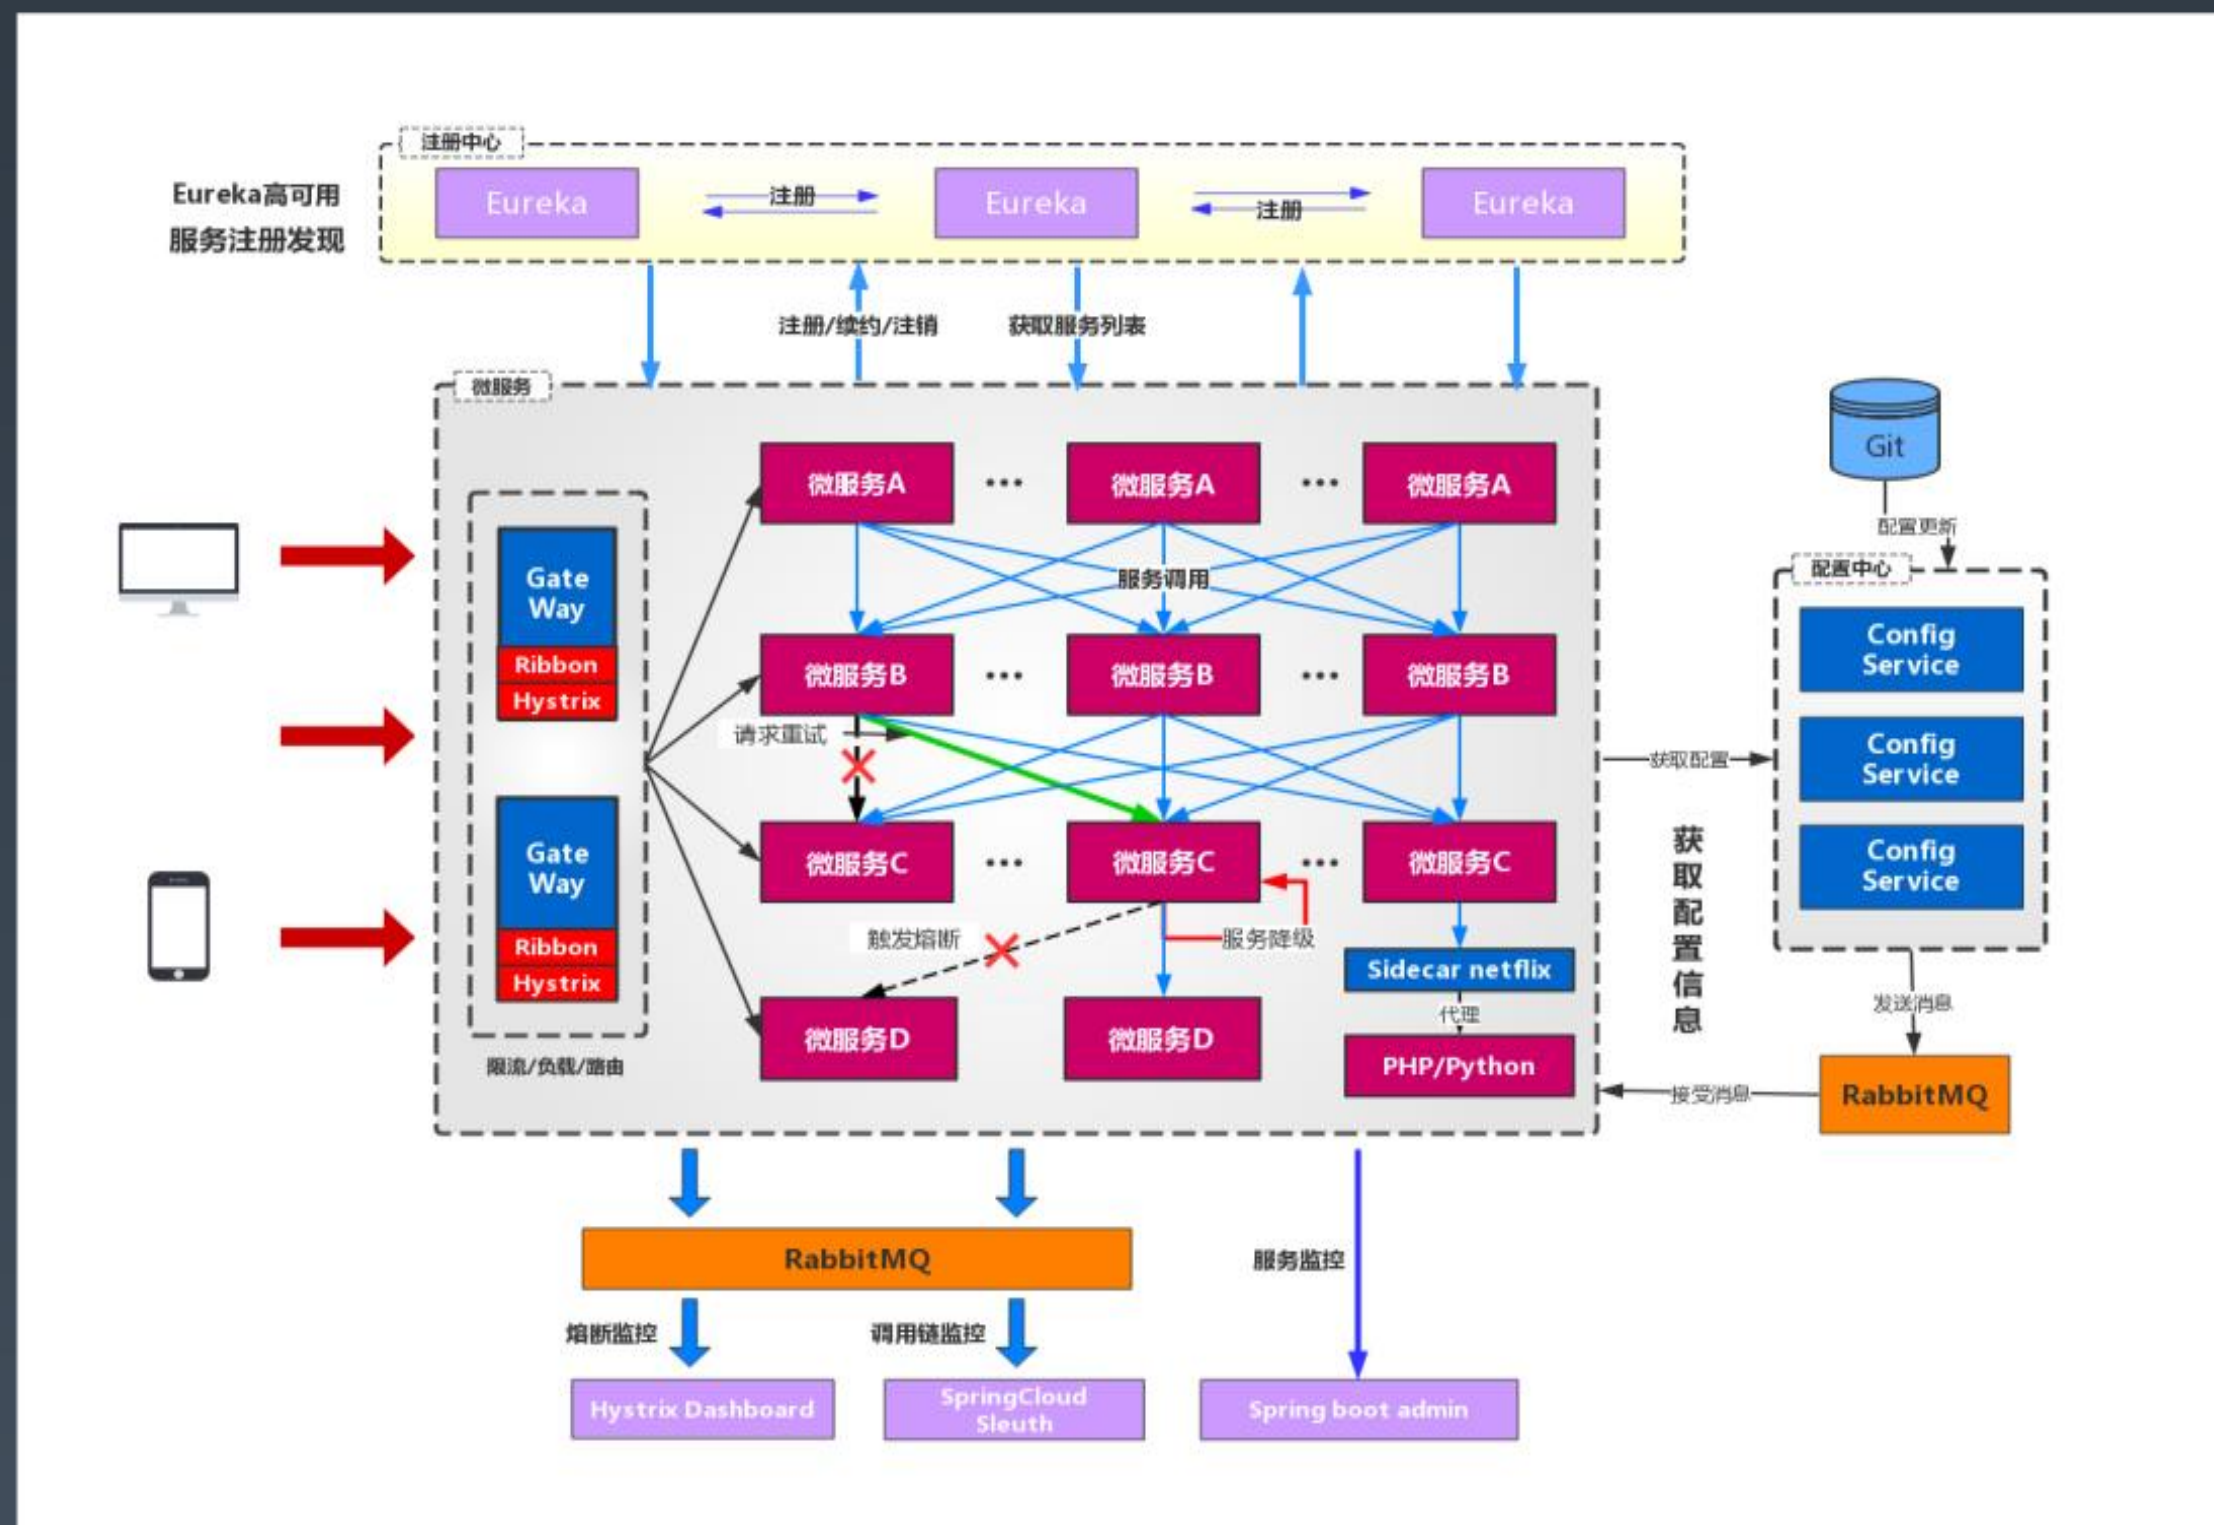 注册中心
Eureka高可用
服务注册发现
Eureka
注册
Eureka
注册
Eureka
注册/续约/注销
获取服务列表
微服务
Gate
Way
Ribbon
Hystrix
Gate
Way
Ribbon
Hystrix
限流/负载/路由
微服务A
•••
微服务A
•••
微服务A
服务调用
微服务B
•••
微服务B
•••
微服务B
请求重试
微服务C
•••
微服务C
•••
微服务C
触发熔断
服务降级
微服务D
微服务D
Sidecar netflix
代理
PHP/Python
Git
配置更新
配置中心
Config
Service
Config
Service
Config
Service
获取配置
获
取
配
置
信
息
发送消息
RabbitMQ
接受消息
RabbitMQ
服务监控
熔断监控
调用链监控
Hystrix Dashboard
SpringCloud
Sleuth
Spring boot admin